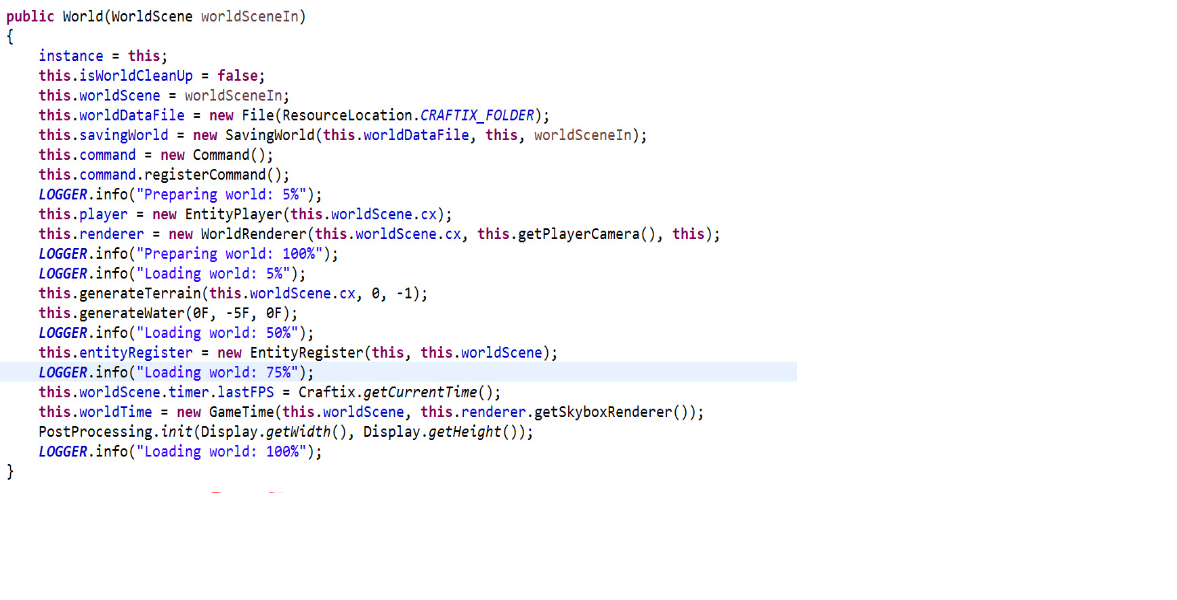 public World(WorldScene worldSceneIn)
{
    instance = this;
    this.isWorldCleanUp = false;
    this.worldScene = worldSceneIn;
    this.worldDataFile = new File(ResourceLocation.CRAFTIX_FOLDER);
    this.savingWorld = new SavingWorld(this.worldDataFile, this, worldSceneIn);
    this.command = new Command();
    this.command.registerCommand();
    LOGGER.info("Preparing world: 5%");
    this.player = new EntityPlayer(this.worldScene.cx);
    this.renderer = new WorldRenderer(this.worldScene.cx, this.getPlayerCamera(), this);
    LOGGER.info("Preparing world: 100%");
    LOGGER.info("Loading world: 5%");
    this.generateTerrain(this.worldScene.cx, 0, -1);
    this.generateWater(0F, -5F, 0F);
    LOGGER.info("Loading world: 50%");
    this.entityRegister = new EntityRegister(this, this.worldScene);
    LOGGER.info("Loading world: 75%");
    this.worldScene.timer.lastFPS = Craftix.getCurrentTime();
    this.worldTime = new GameTime(this.worldScene, this.renderer.getSkyboxRenderer());
    PostProcessing.init(Display.getWidth(), Display.getHeight());
    LOGGER.info("Loading world: 100%");
}